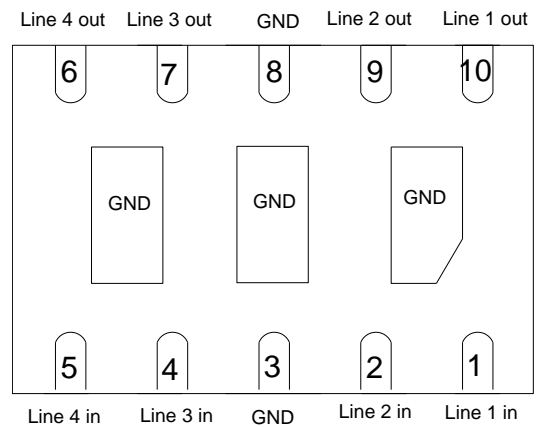 Line 4 out Line 3 out GND Line 2 out Line 1 out
6 7 8 9 10
GND GND GND
5 4 3 2 1
Line 4 in Line 3 in GND Line 2 in Line 1 in